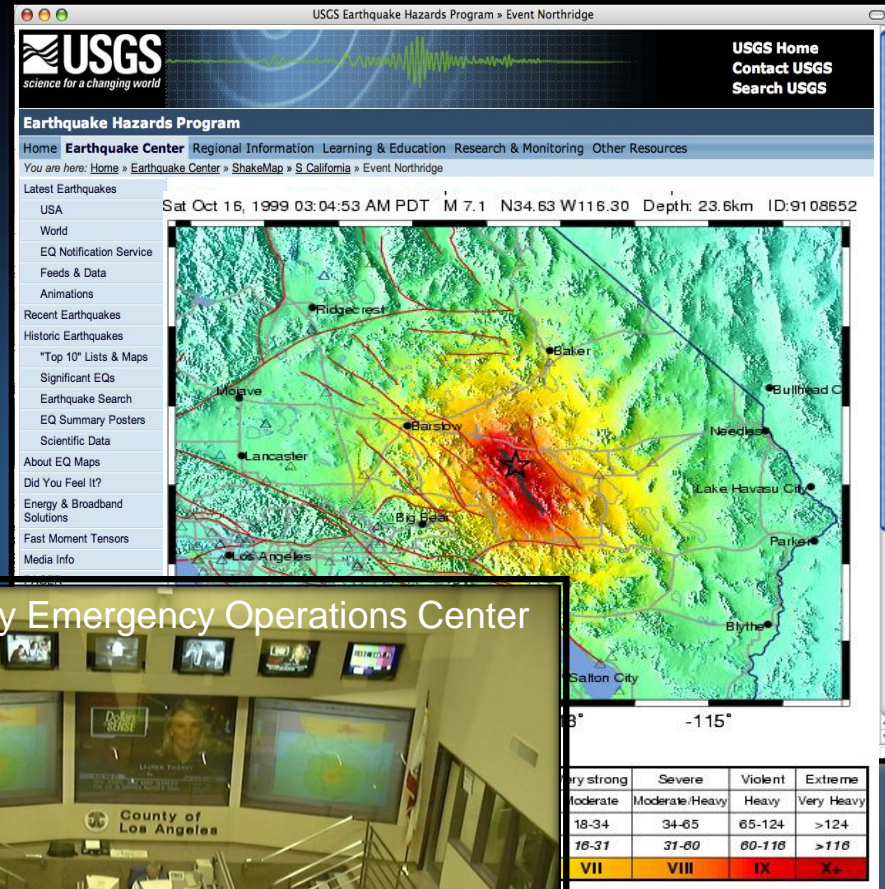 USGS Earthquake Hazards Program » Event Northridge
USGS
science for a changing world
USGS Home
Contact USGS
Search USGS
Earthquake Hazards Program
Home Earthquake Center Regional Information Learning & Education Research & Monitoring Other Resources
You are here: Home » Earthquake Center » ShakeMap » S California » Event Northridge
Latest Earthquakes
USA
World
EQ Notification Service
Feeds & Data
Animations
Recent Earthquakes
Historic Earthquakes
"Top 10" Lists & Maps
Significant EQs
Earthquake Search
EQ Summary Posters
Scientific Data
About EQ Maps
Did You Feel It?
Energy & Broadband
Solutions
Fast Moment Tensors
Media Info
Sat Oct 16, 1999 03:04:53 AM PDT M 7.1 N34.63 W116.30 Depth: 23.6km ID:9108652
Ridgecrest
Baker
Mojave
Bullhead C
Barstow
Needles
Lancaster
Lake Havasu City
Big Bear
Parker
Los Angeles
Blythe
Salton City
-115°
y Emergency Operations Center
Dollars
SENSE
LAUREN THIERRY
County of
Los Angeles
ery strong Severe Violent Extreme
Moderate Moderate/Heavy Heavy Very Heavy
18-34 34-65 65-124 >124
16-31 31-60 60-116 >116
VII VIII IX X+